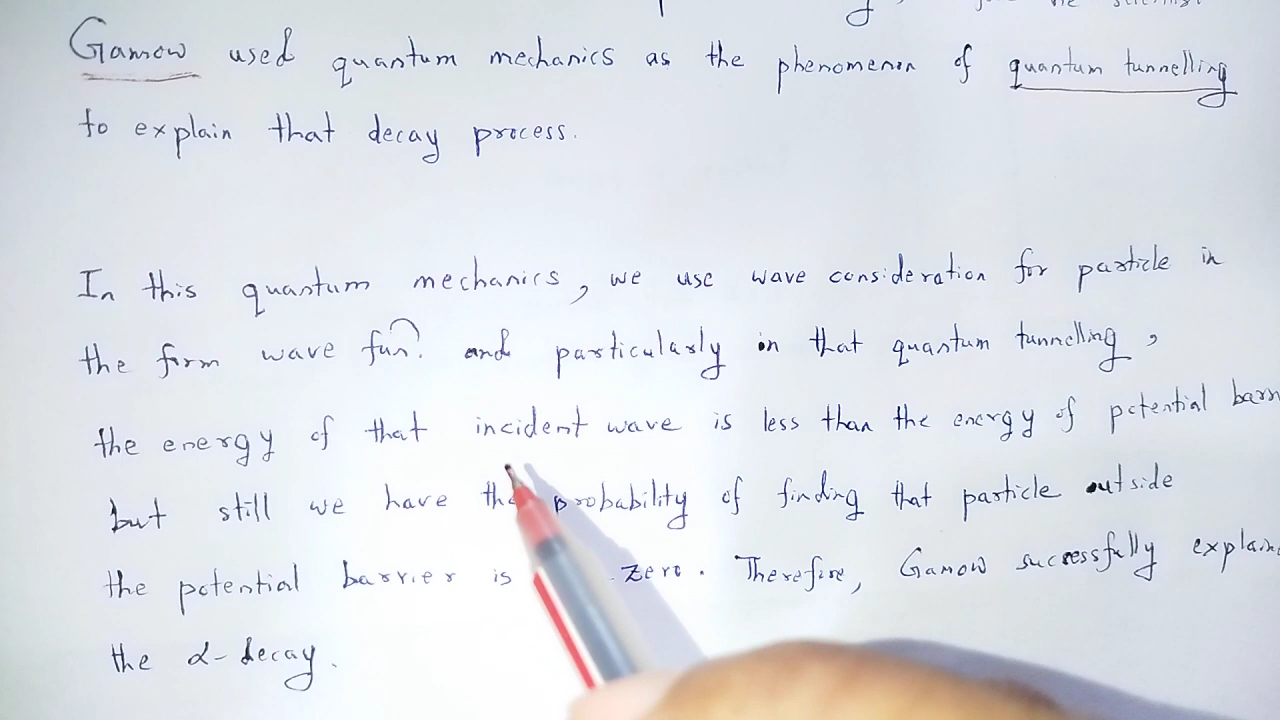 Gamow used quantum mechanics as the phenomenon of quantum tunnelling
to explain that decay process.
In this quantum mechanics, we use wave consideration for particle in
the form wave fun. and particularly in that quantum tunnelling,
the energy of that incident wave is less than the energy of potential barr
but still we have the probability of finding that particle outside
the potential barrier is zero. Therefore, Gamow successfully explain
the α-decay.